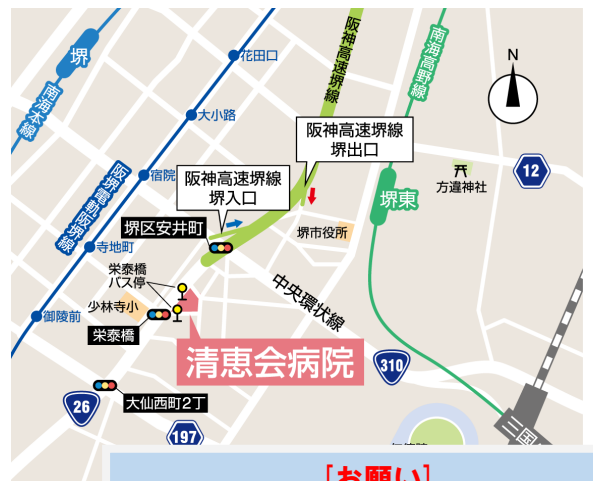 阪神高速堺線
花田口
N
堺
南海高野線
南海本線
大小路
阪神高速堺線
堺出口
12
宿院
阪神高速堺線
堺入口
方違神社
堺東
阪堺電軌阪堺線
堺区安井町
堺市役所
寺地町
栄泰橋
バス停
中央環状線
少林寺小
御陵前
栄泰橋
清恵会病院
310
26
大仙西町2丁
197
三国
[お願い]